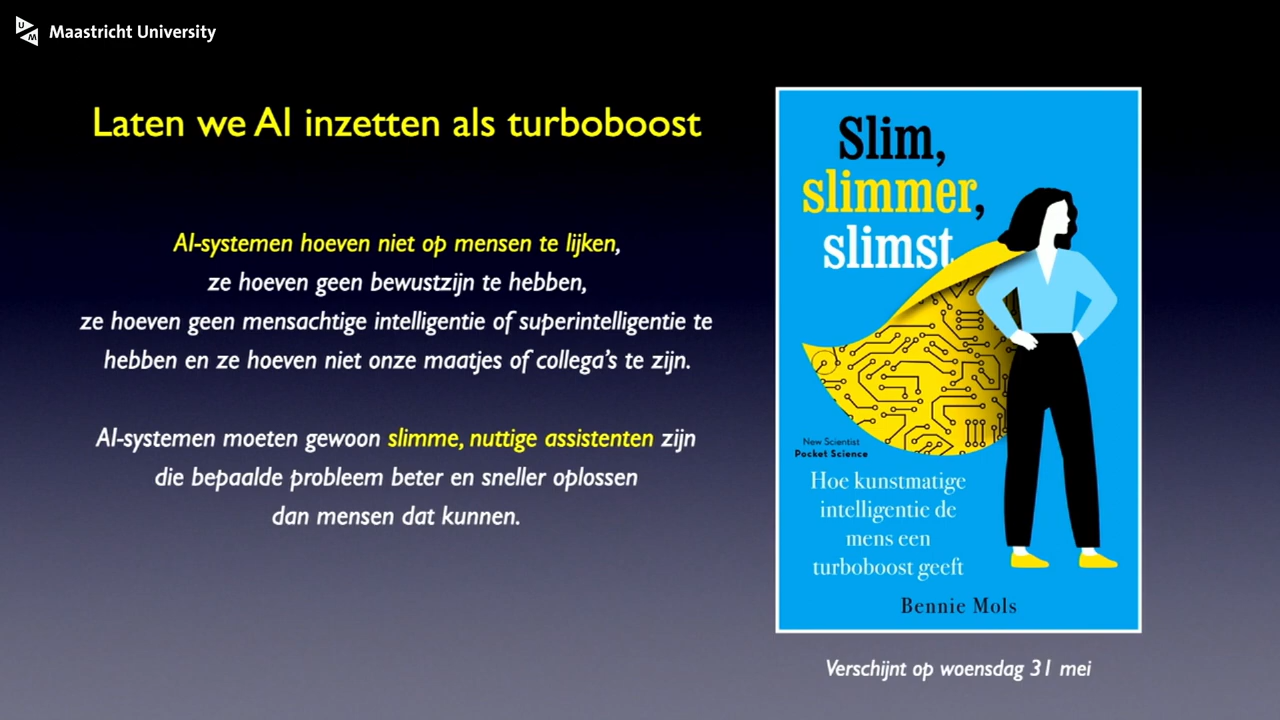 UM
Maastricht University
Laten we AI inzetten als turboboost
AI-systemen hoeven niet op mensen te lijken,
ze hoeven geen bewustzijn te hebben,
ze hoeven geen mensachtige intelligentie of superintelligentie te
hebben en ze hoeven niet onze maatjes of collega's te zijn.
AI-systemen moeten gewoon slimme, nuttige assistenten zijn
die bepaalde probleem beter en sneller oplossen
dan mensen dat kunnen.
Slim,
slimmer,
slimst
New Scientist
Pocket Science
Hoe kunstmatige
intelligentie de
mens een
turboboost geeft
Bennie Mols
Verschijnt op woensdag 31 mei